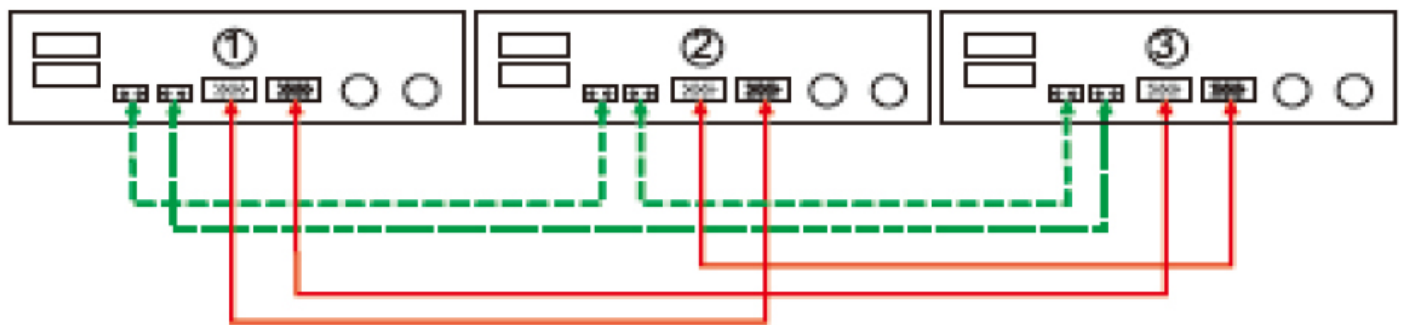 ① ② ③